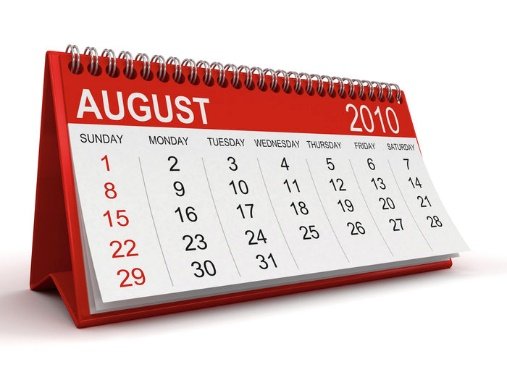 AUGUST 2010
SUNDAY MONDAY TUESDAY WEDNESDAY THURSDAY FRIDAY SATURDAY
1 2 3 4 5 6 7
8 9 10 11 12 13 14
15 16 17 18 19 20 21
22 23 24 25 26 27 28
29 30 31